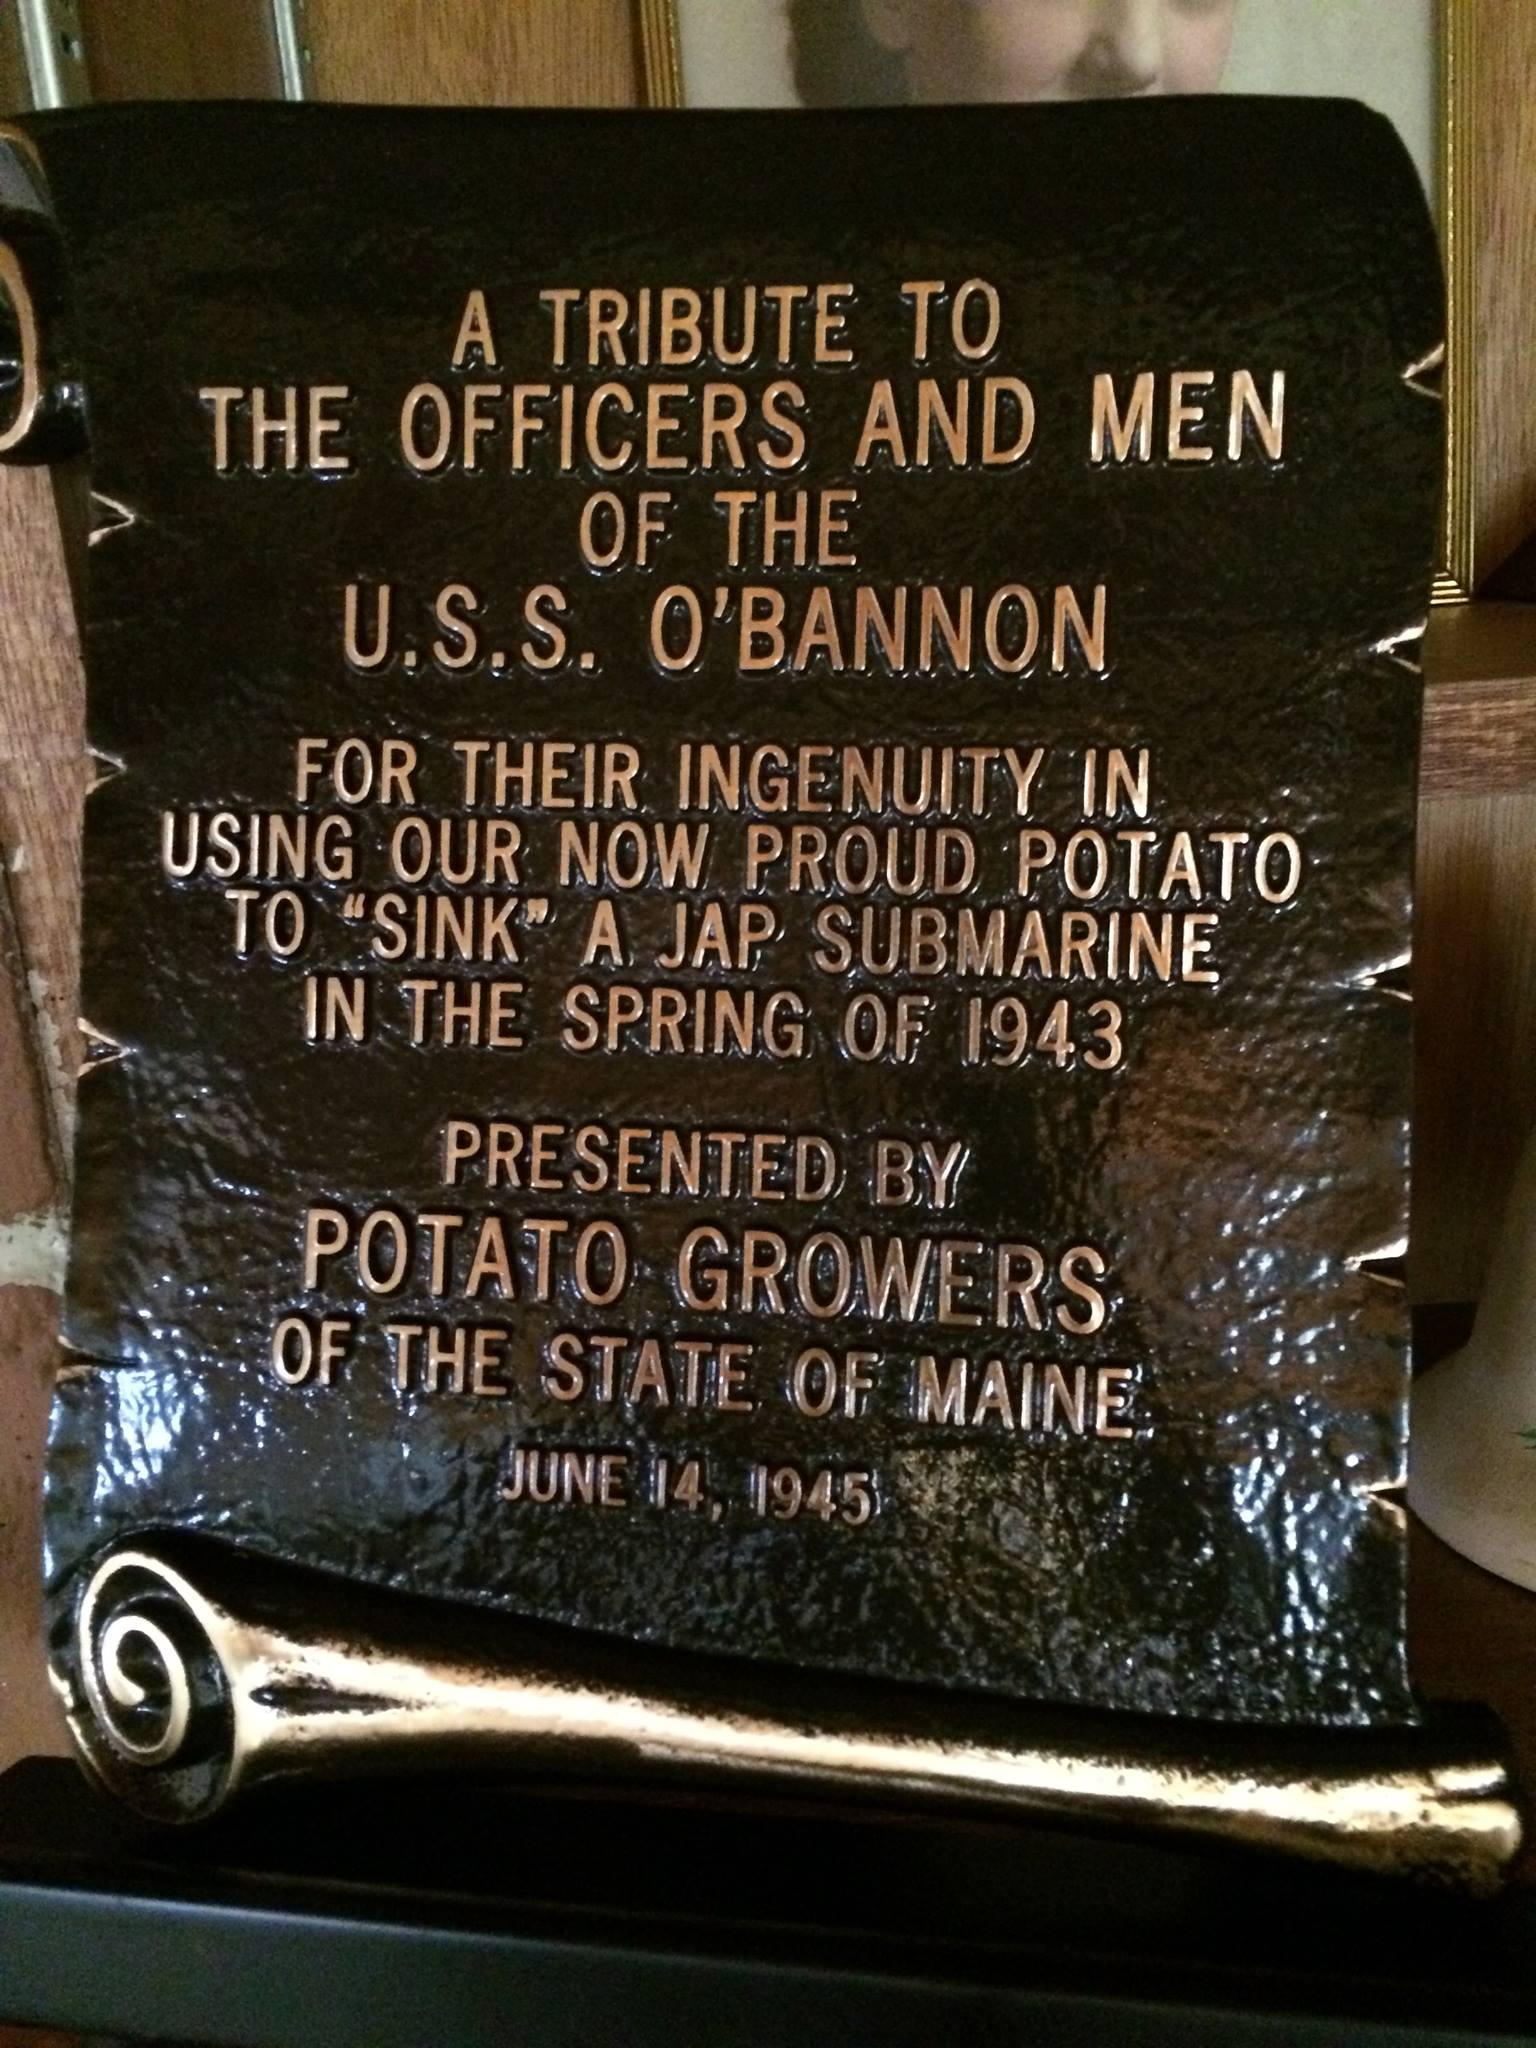 A TRIBUTE TO
THE OFFICERS AND MEN
OF THE
U.S.S. O'BANNON
FOR THEIR INGENUITY IN
USING OUR NOW PROUD POTATO
TO “SINK” A JAP SUBMARINE
IN THE SPRING OF 1943
PRESENTED BY
POTATO GROWERS
OF THE STATE OF MAINE
JUNE 14, 1945